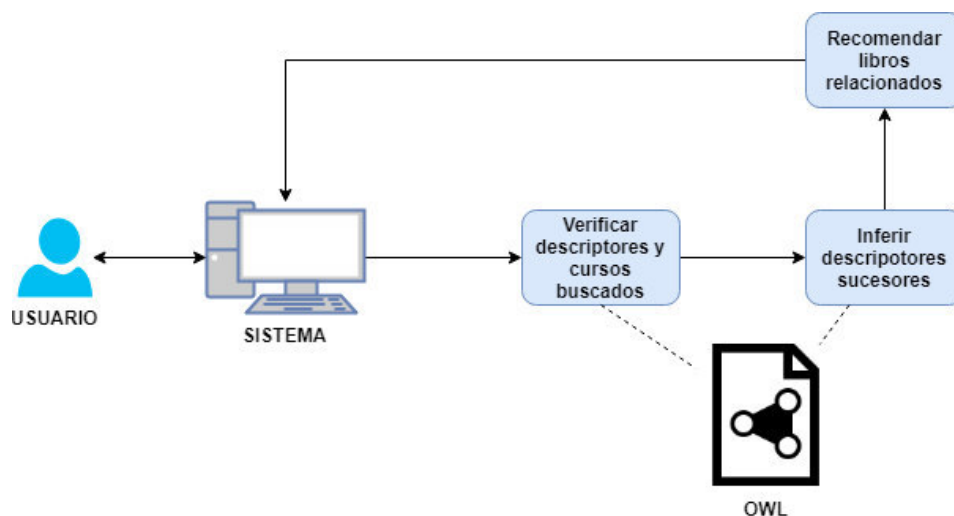 Recomendar
libros
relacionados
Verificar
descriptores y
cursos
buscados
Inferir
descripotores
sucesores
USUARIO
SISTEMA
OWL